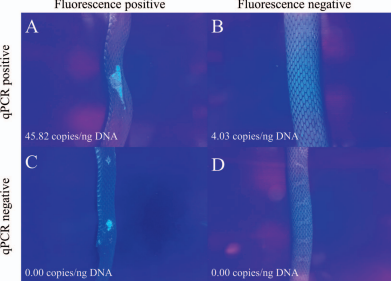 Fluorescence positive
Fluorescence negative
qPCR positive
A
45.82 copies/ng DNA
B
4.03 copies/ng DNA
qPCR negative
C
0.00 copies/ng DNA
D
0.00 copies/ng DNA